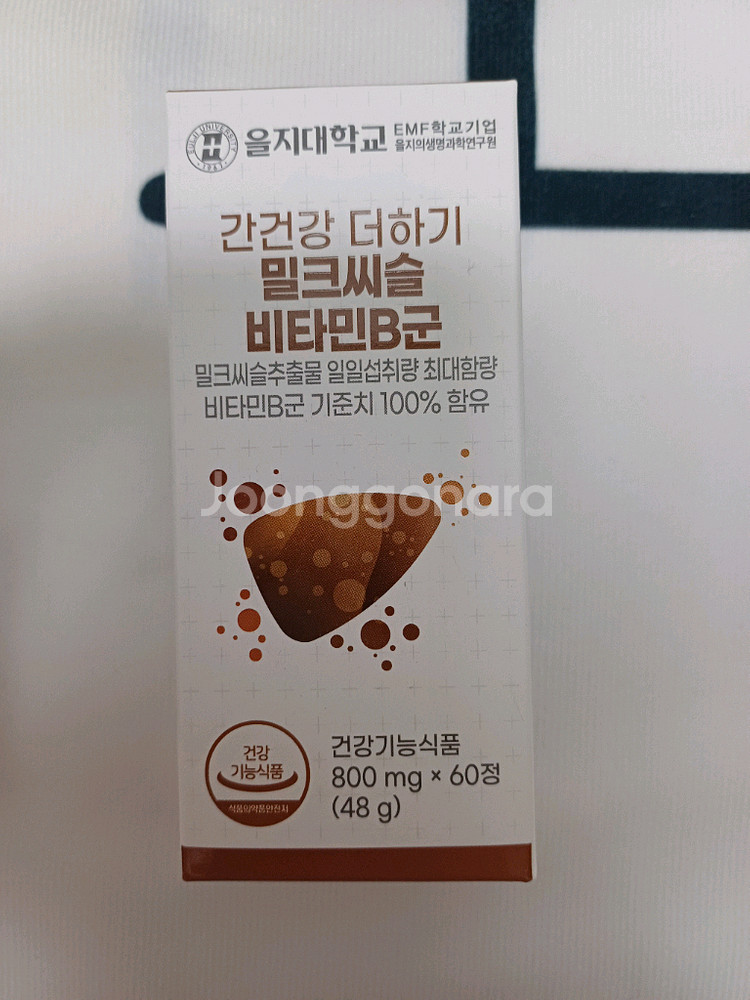 EULJI UNIVERSITY
1967
을지대학교
EMF학교기업
을지의생명과학연구원
간건강 더하기
밀크씨슬
비타민B군
밀크씨슬추출물 일일섭취량 최대함량
비타민B군 기준치 100% 함유
Joonggonara
건강
기능식품
식품의약품안전처
건강기능식품
800 mg × 60정
(48 g)